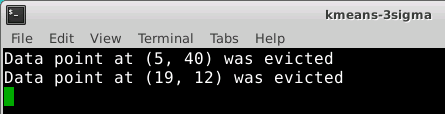 kmeans-3sigma
File Edit View Terminal Tabs Help
Data point at (5, 40) was evicted
Data point at (19, 12) was evicted